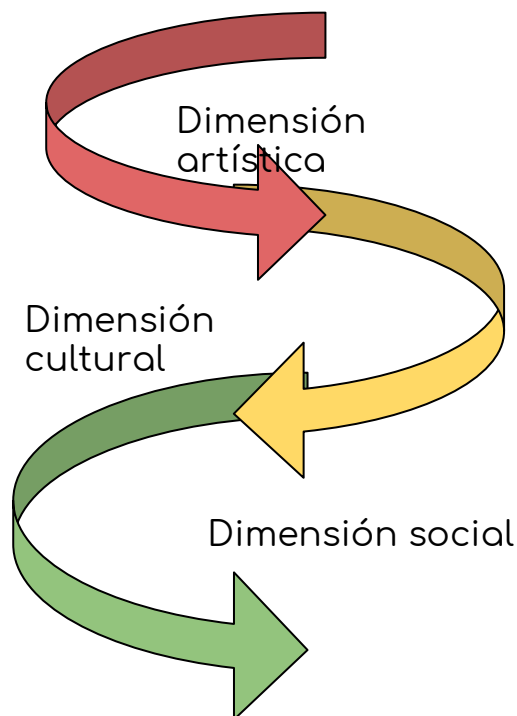 Dimensión
artística
Dimensión
cultural
Dimensión social